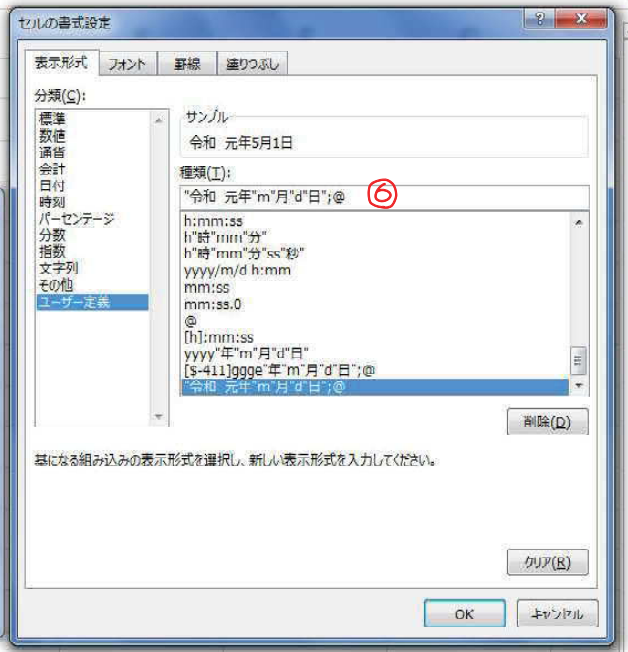 セルの書式設定
表示形式 フォント 罫線 塗りつぶし
分類(C):
標準
数値
通貨
会計
日付
時刻
パーセンテージ
分数
指数
文字列
その他
ユーザー定義
サンプル
令和 元年5月1日
種類(T):
"令和 元年"m"月"d"日";@ ⑥
h:mm:ss
h"時"mm"分"
h"時"mm"分"ss"秒"
yyyy/m/d h:mm
mm:ss
mm:ss.0
@
[h]:mm:ss
yyyy"年"m"月"d"日"
[$-411]ggge"年"m"月"d"日";@
"令和 元年"m"月"d"日";@
削除(D)
基になる組み込みの表示形式を選択し、新しい表示形式を入力してください。
クリア(R)
OK キャンセル